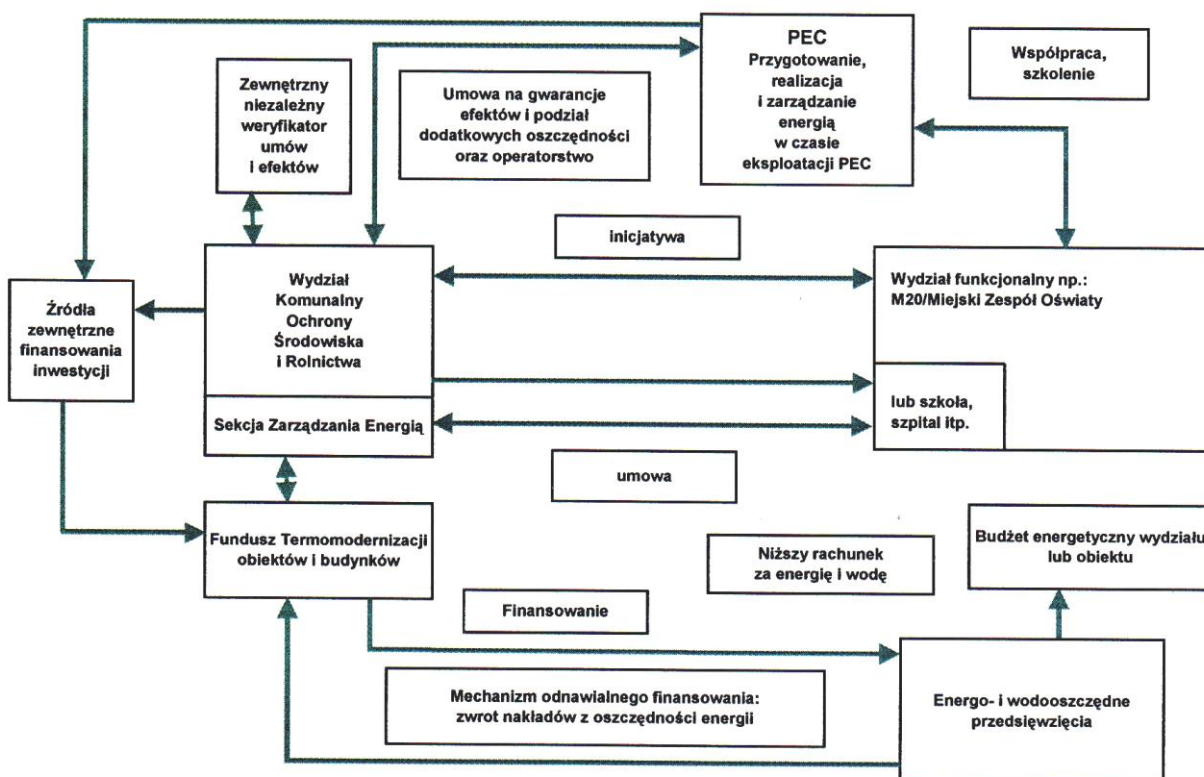 PEC
Przygotowanie,
realizacja
i zarządzanie
energią
w czasie
eksploatacji PEC
Współpraca,
szkolenie
Zewnętrzny
niezależny
weryfikator
umów
i efektów
Umowa na gwarancje
efektów i podział
dodatkowych oszczędności
oraz operatorstwo
inicjatywa
Wydział
Komunalny
Ochrony
Środowiska
i Rolnictwa
Sekcja Zarządzania Energią
Wydział funkcjonalny np.:
M20/Miejski Zespół Oświaty
lub szkoła,
szpital itp.
Źródła
zewnętrzne
finansowania
inwestycji
umowa
Fundusz Termomodernizacji
obiektów i budynków
Niższy rachunek
za energię i wodę
Budżet energetyczny wydziału
lub obiektu
Finansowanie
Mechanizm odnawialnego finansowania:
zwrot nakładów z oszczędności energii
Energo- i wodooszczędne
przedsięwzięcia